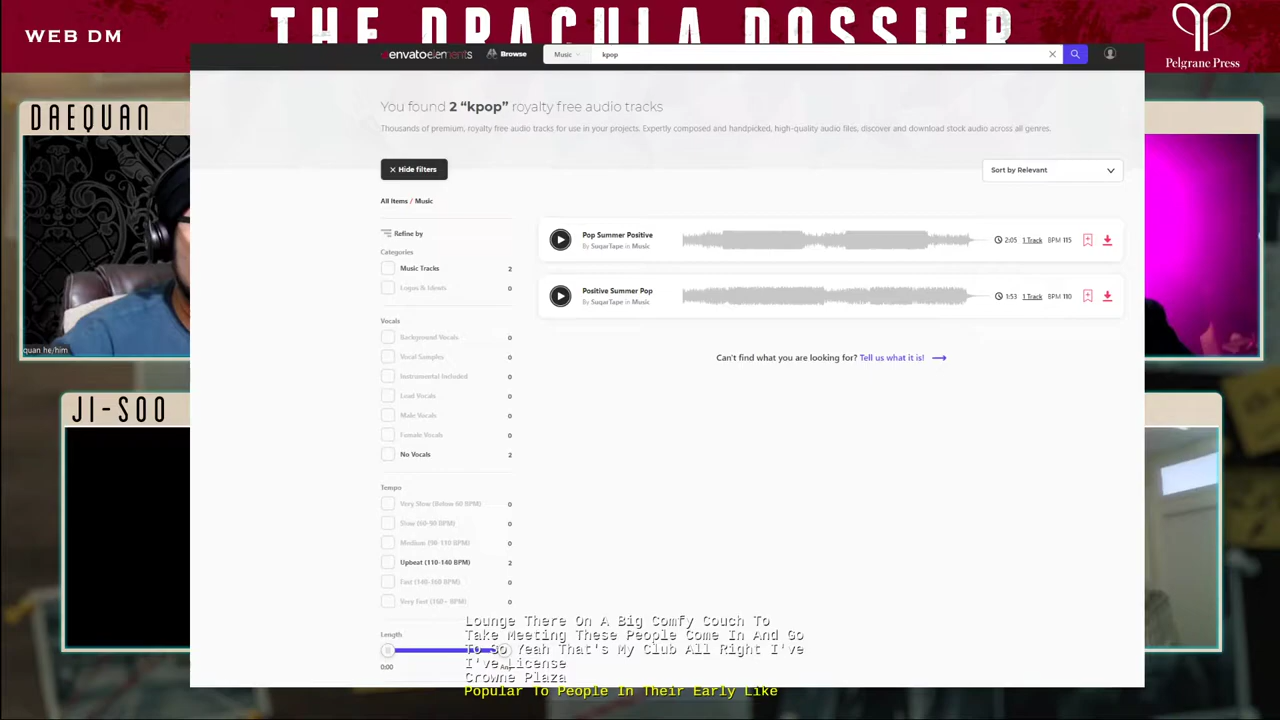 WEB DM
THE DRACULA DOSSIER
Pelgrane Press
DAEQUAN
quan he/him
JI-SOO
envatoelements
Browse
Music
kpop
You found 2 “kpop” royalty free audio tracks
Thousands of premium, royalty free audio tracks for use in your projects. Expertly composed and handpicked, high-quality audio files, discover and download stock audio across all genres.
Hide filters
Sort by Relevant
All Items / Music
Refine by
Categories
Music Tracks 2
Logos & Idents 0
Vocals
Background Vocals 0
Vocal Samples 0
Instrumental Included 0
Lead Vocals 0
Male Vocals 0
Female Vocals 0
No Vocals 2
Tempo
Very Slow (Below 60 BPM) 0
Slow (60-90 BPM) 0
Medium (90-110 BPM) 0
Upbeat (110-140 BPM) 2
Fast (140-160 BPM) 0
Very Fast (160+ BPM) 0
Length
0:00
Pop Summer Positive
By SugarTape in Music
2:05 1 Track BPM 115
Positive Summer Pop
By SugarTape in Music
1:53 1 Track BPM 110
Can't find what you are looking for? Tell us what it is!
Lounge There On A Big Comfy Couch To
Take Meeting These People Come In And Go
To So Yeah That's My Club All Right I've
I've License
Crowne Plaza
Popular To People In Their Early Like